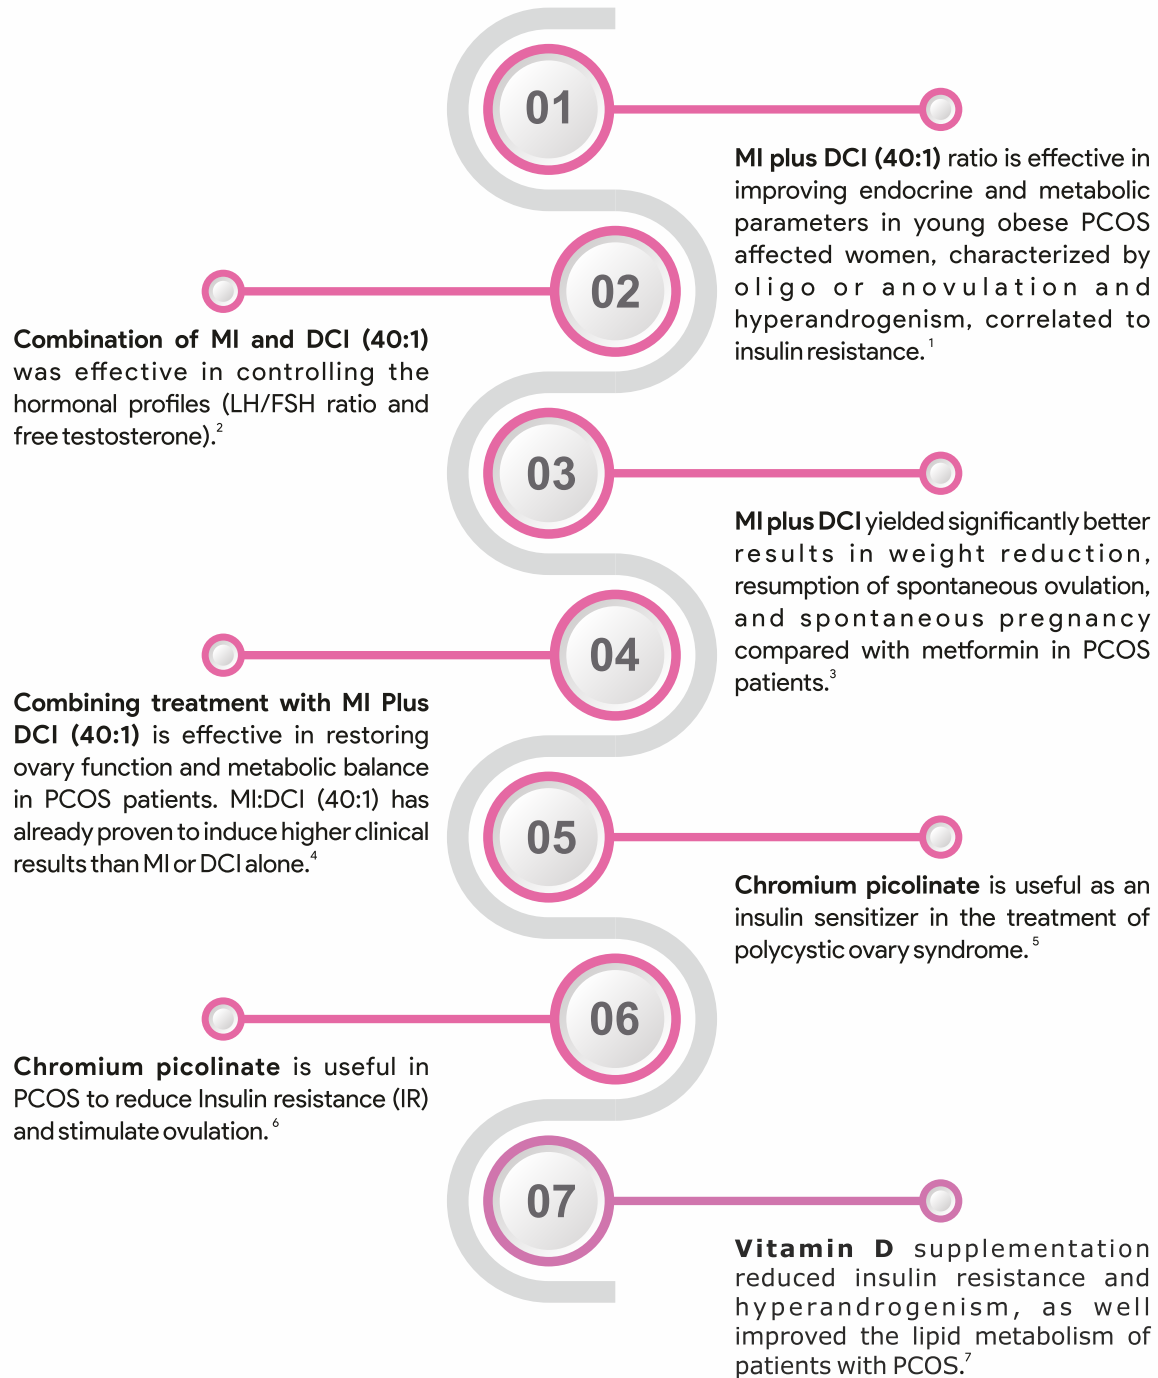 01
MI plus DCI (40:1) ratio is effective in
improving endocrine and metabolic
parameters in young obese PCOS
affected women, characterized by
oligo or anovulation and
hyperandrogenism, correlated to
insulin resistance. 1
02
Combination of MI and DCI (40:1)
was effective in controlling the
hormonal profiles (LH/FSH ratio and
free testosterone).2
03
MI plus DCI yielded significantly better
results in weight reduction,
resumption of spontaneous ovulation,
and spontaneous pregnancy
compared with metformin in PCOS
patients.3
04
Combining treatment with MI Plus
DCI (40:1) is effective in restoring
ovary function and metabolic balance
in PCOS patients. MI:DCI (40:1) has
already proven to induce higher clinical
results than MI or DCI alone.4
05
Chromium picolinate is useful as an
insulin sensitizer in the treatment of
polycystic ovary syndrome. 5
06
Chromium picolinate is useful in
PCOS to reduce Insulin resistance (IR)
and stimulate ovulation. 6
07
Vitamin D supplementation
reduced insulin resistance and
hyperandrogenism, as well
improved the lipid metabolism of
patients with PCOS.7